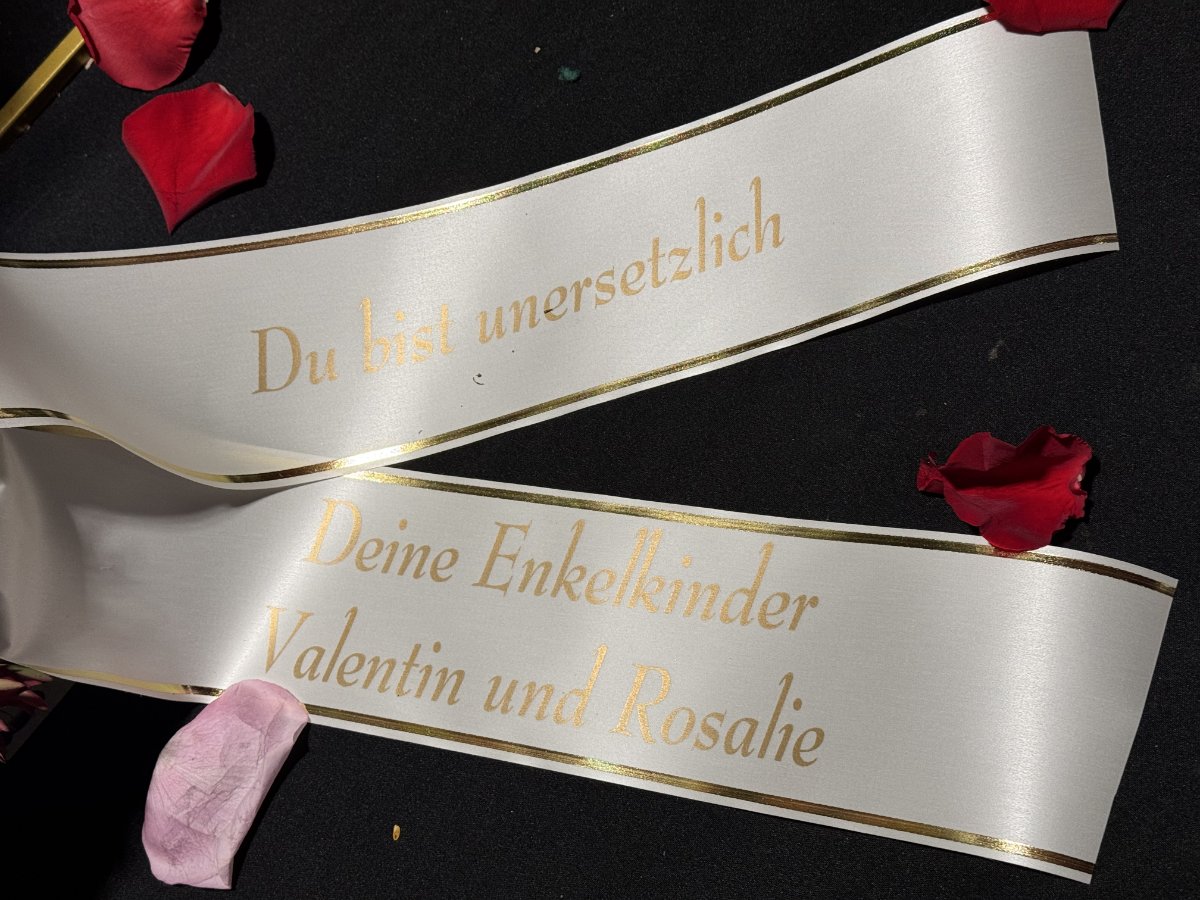 Du bist unersetzlich
Deine Enkelkinder
Valentin und Rosalie